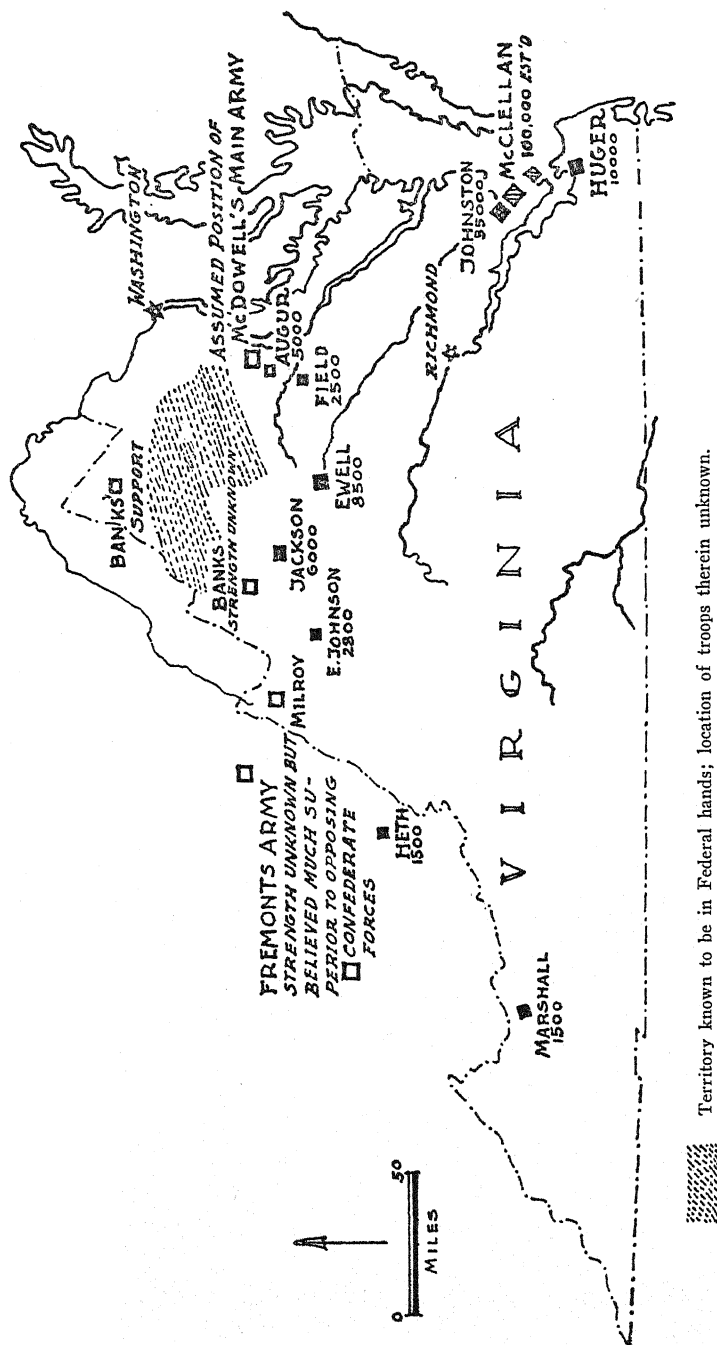 WASHINGTON
ASSUMED POSITION OF
McDOWELL'S MAIN ARMY
AUGUR
5000
FIELD
2500
BANKS'
SUPPORT
BANKS
STRENGTH UNKNOWN
JACKSON
6000
EWELL
8500
E. JOHNSON
2800
MILROY
FREMONTS ARMY
STRENGTH UNKNOWN BUT
BELIEVED MUCH SU-
PERIOR TO OPPOSING
CONFEDERATE
FORCES
HETH
1500
MARSHALL
1500
RICHMOND
JOHNSTON
55000
McCLELLAN
100,000 EST'D
HUGER
10000
VIRGINIA
0 50
MILES
Territory known to be in Federal hands; location of troops therein unknown.